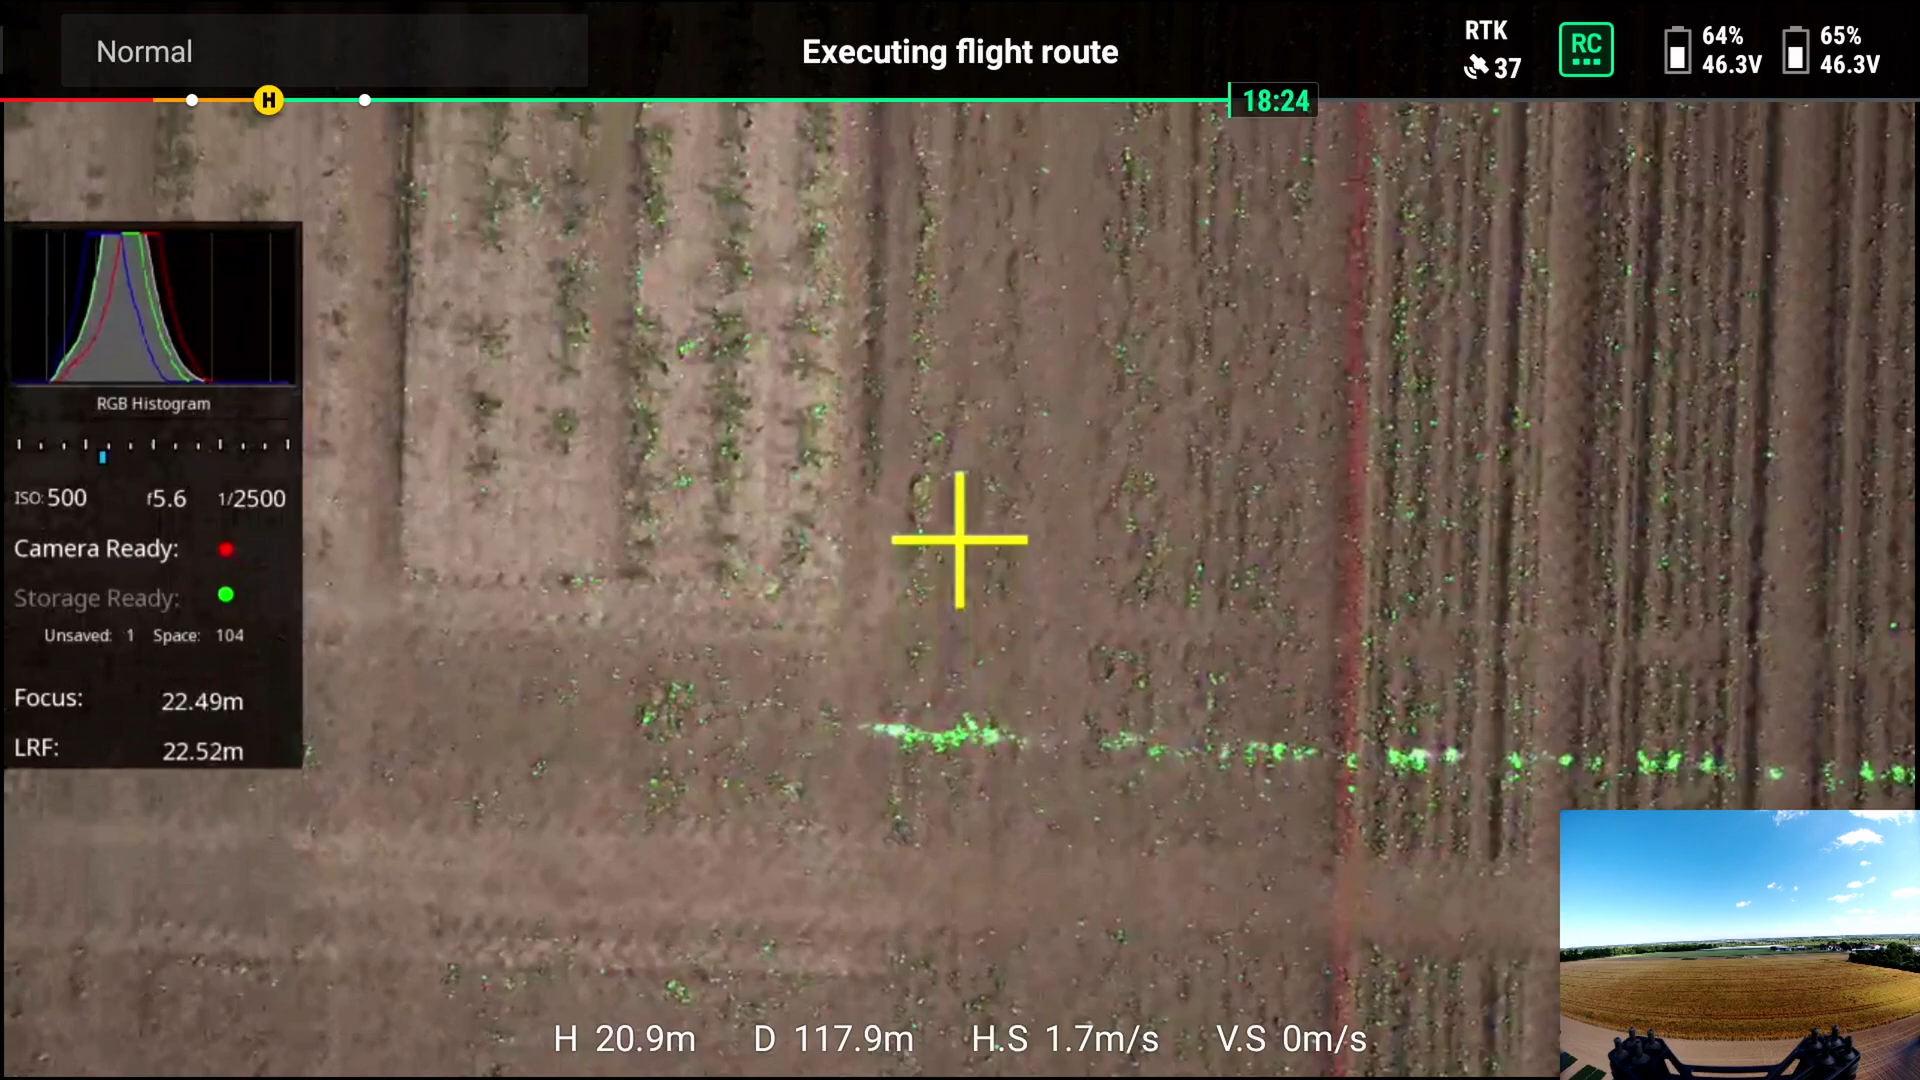 Normal
Executing flight route
RTK
37
RC
64%
46.3V
65%
46.3V
H
18:24
RGB Histogram
ISO: 500 f5.6 1/2500
Camera Ready:
Storage Ready:
Unsaved: 1 Space: 104
Focus: 22.49m
LRF: 22.52m
H 20.9m D 117.9m H.S 1.7m/s V.S 0m/s